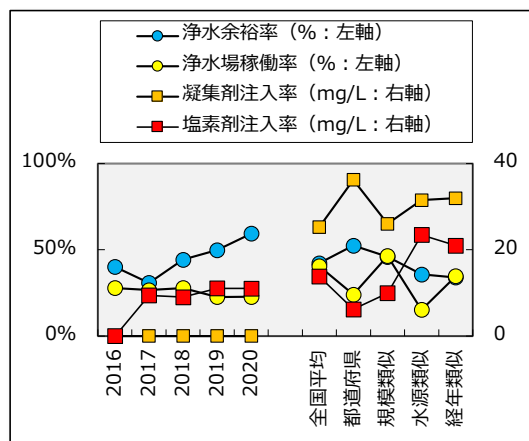 浄水余裕率（%：左軸）
浄水場稼働率（%：左軸）
凝集剤注入率（mg/L：右軸）
塩素剤注入率（mg/L：右軸）
100%
50%
0%
40
20
0
2016
2017
2018
2019
2020
全国平均
都道府県
規模類似
水源類似
経年類似